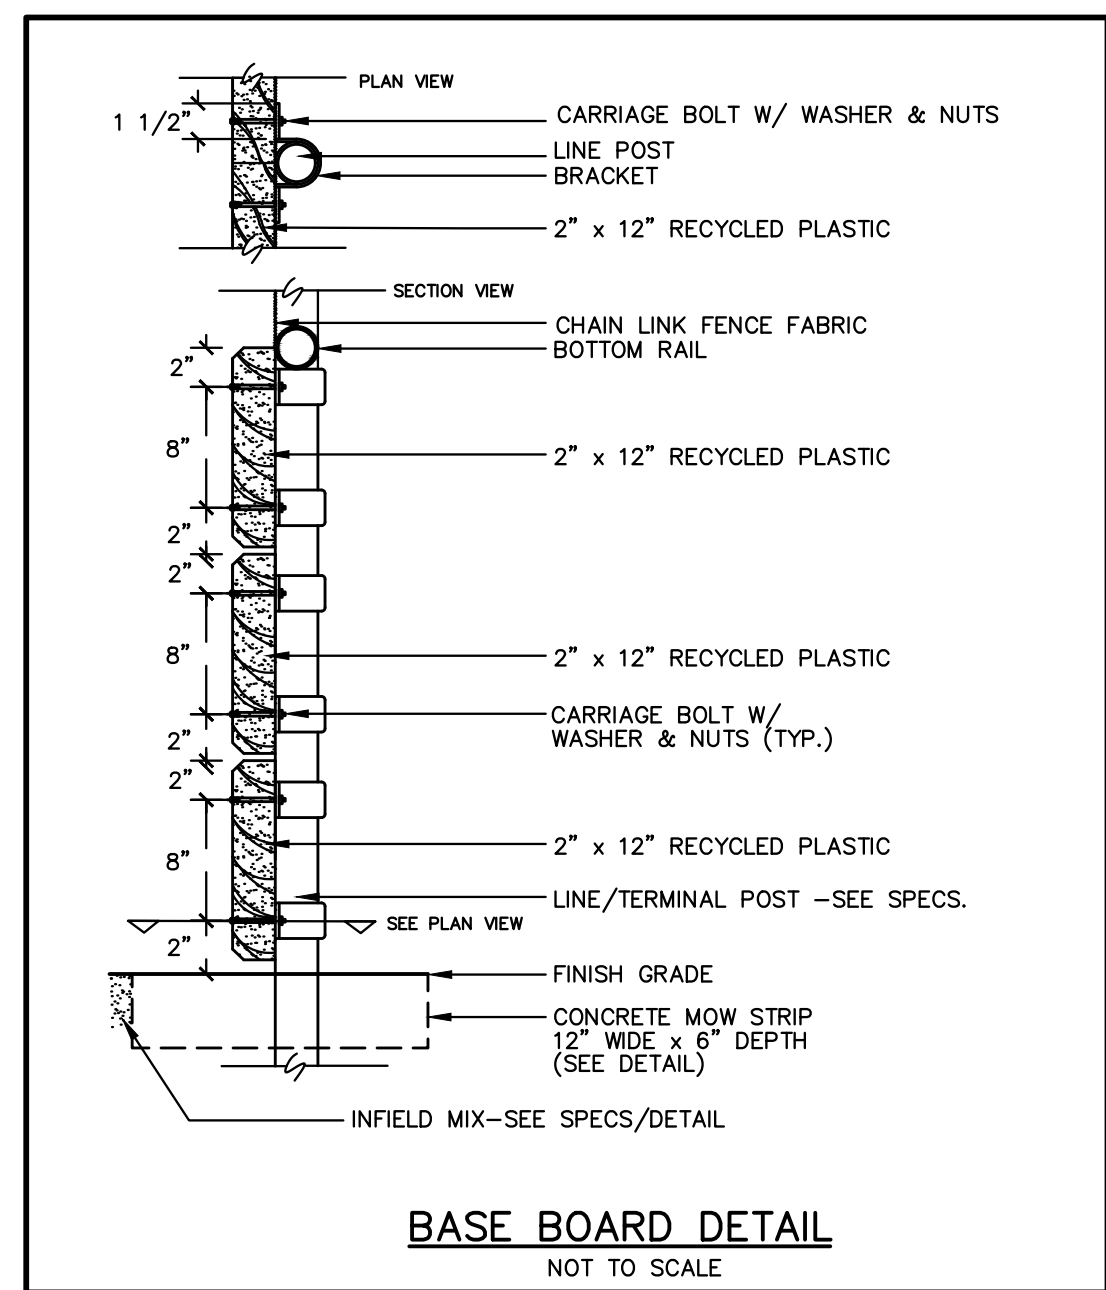 PLAN VIEW
1 1/2”
CARRIAGE BOLT W/ WASHER & NUTS
LINE POST
BRACKET
2” x 12” RECYCLED PLASTIC
SECTION VIEW
CHAIN LINK FENCE FABRIC
BOTTOM RAIL
2”
8”
2” x 12” RECYCLED PLASTIC
2”
2”
8”
2” x 12” RECYCLED PLASTIC
CARRIAGE BOLT W/
WASHER & NUTS (TYP.)
2”
2”
8”
2” x 12” RECYCLED PLASTIC
LINE/TERMINAL POST –SEE SPECS.
SEE PLAN VIEW
2”
FINISH GRADE
CONCRETE MOW STRIP
12” WIDE x 6” DEPTH
(SEE DETAIL)
INFIELD MIX–SEE SPECS/DETAIL
BASE BOARD DETAIL
NOT TO SCALE